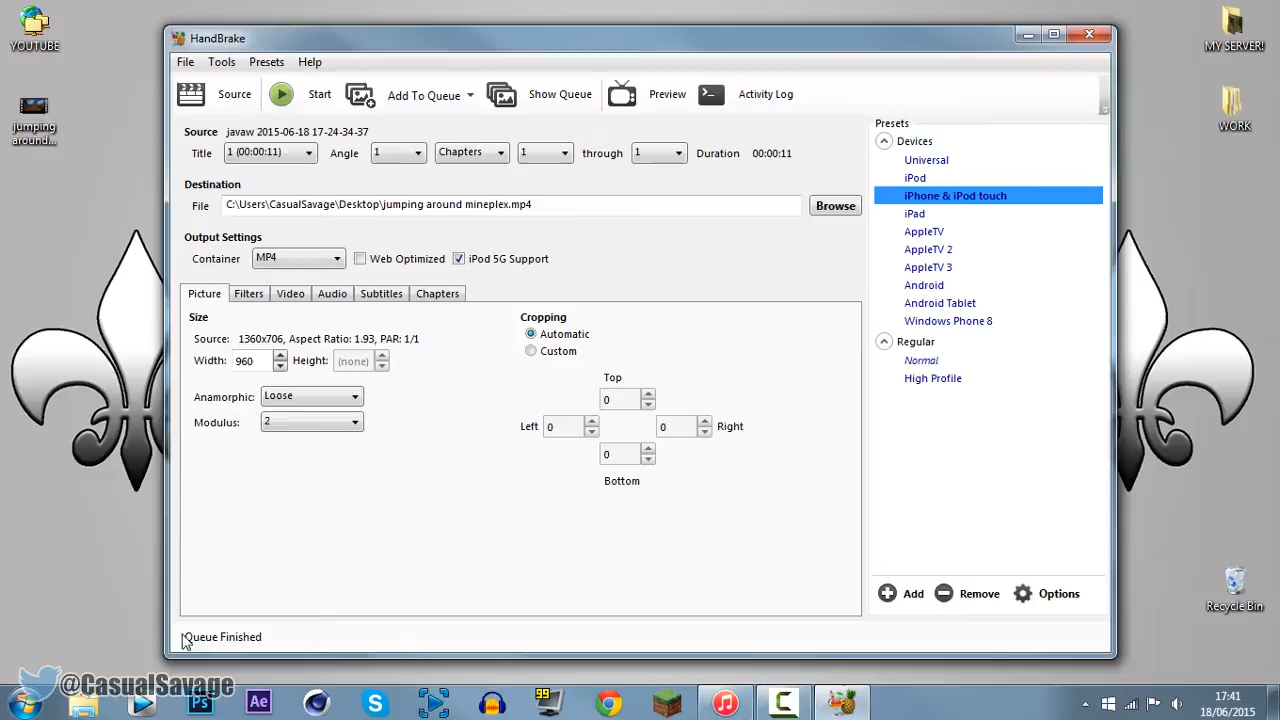 YOUTUBE
jumping
around...
MY SERVER!
WORK
Recycle Bin
HandBrake
File Tools Presets Help
Source Start Add To Queue Show Queue Preview Activity Log
Source javaw 2015-06-18 17-24-34-37
Title 1 (00:00:11) Angle 1 Chapters 1 through 1 Duration 00:00:11
Destination
File C:\Users\CasualSavage\Desktop\jumping around mineplex.mp4 Browse
Output Settings
Container MP4 Web Optimized iPod 5G Support
Picture Filters Video Audio Subtitles Chapters
Size
Source: 1360x706, Aspect Ratio: 1.93, PAR: 1/1
Width: 960 Height: (none)
Anamorphic: Loose
Modulus: 2
Cropping
Automatic
Custom
Top
0
Left 0 0 Right
0
Bottom
Presets
Devices
Universal
iPod
iPhone & iPod touch
iPad
AppleTV
AppleTV 2
AppleTV 3
Android
Android Tablet
Windows Phone 8
Regular
Normal
High Profile
Add Remove Options
Queue Finished
@CasualSavage
Ps Ae S 99 C
17:41
18/06/2015